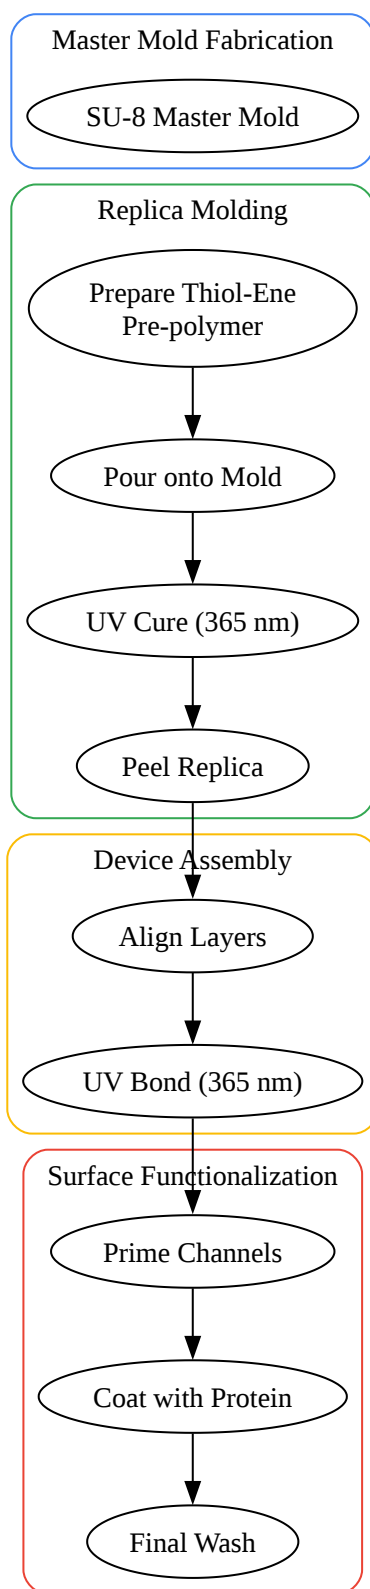 Master Mold Fabrication
SU-8 Master Mold
Replica Molding
Prepare Thiol-Ene
Pre-polymer
Pour onto Mold
UV Cure (365 nm)
Peel Replica
Device Assembly
Align Layers
UV Bond (365 nm)
Surface Functionalization
Prime Channels
Coat with Protein
Final Wash